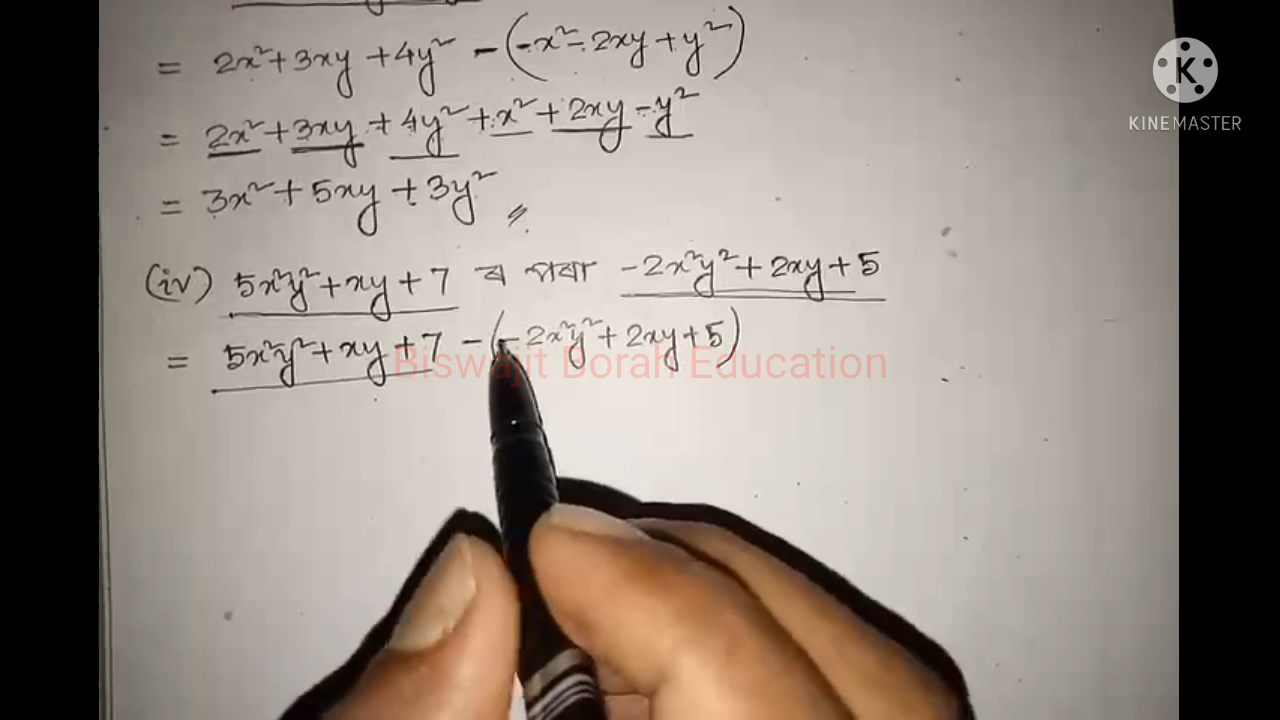 = 2x²+3xy+4y² -(-x²-2xy+y²)
= 2x²+3xy+4y²+x²+2xy-y²
= 3x²+5xy+3y²
(iv) 5x²y²+xy+7 ৰ পৰা -2x²y²+2xy+5
= 5x²y²+xy+7 -(-2x²y²+2xy+5)
Biswajit Borah Education
K
KINEMASTER